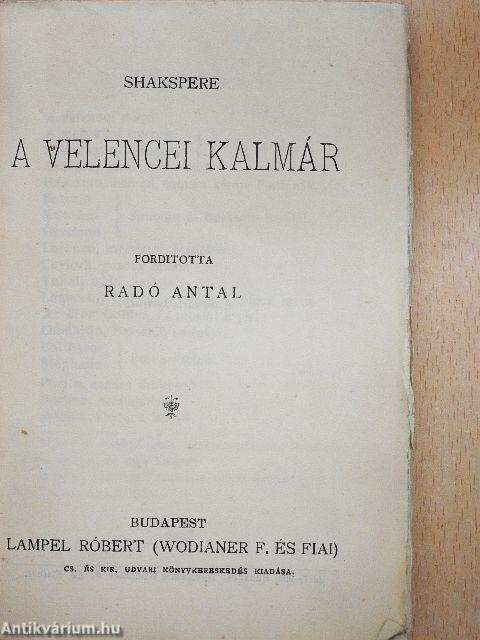 SHAKSPERE
A VELENCEI KALMÁR
FORDITOTTA
RADÓ ANTAL
BUDAPEST
LAMPEL RÓBERT (WODIANER F. ÉS FIAI)
CS. ÉS KIR. UDVARI KÖNYVKERESKEDÉS KIADÁSA.
Antikvárium.hu